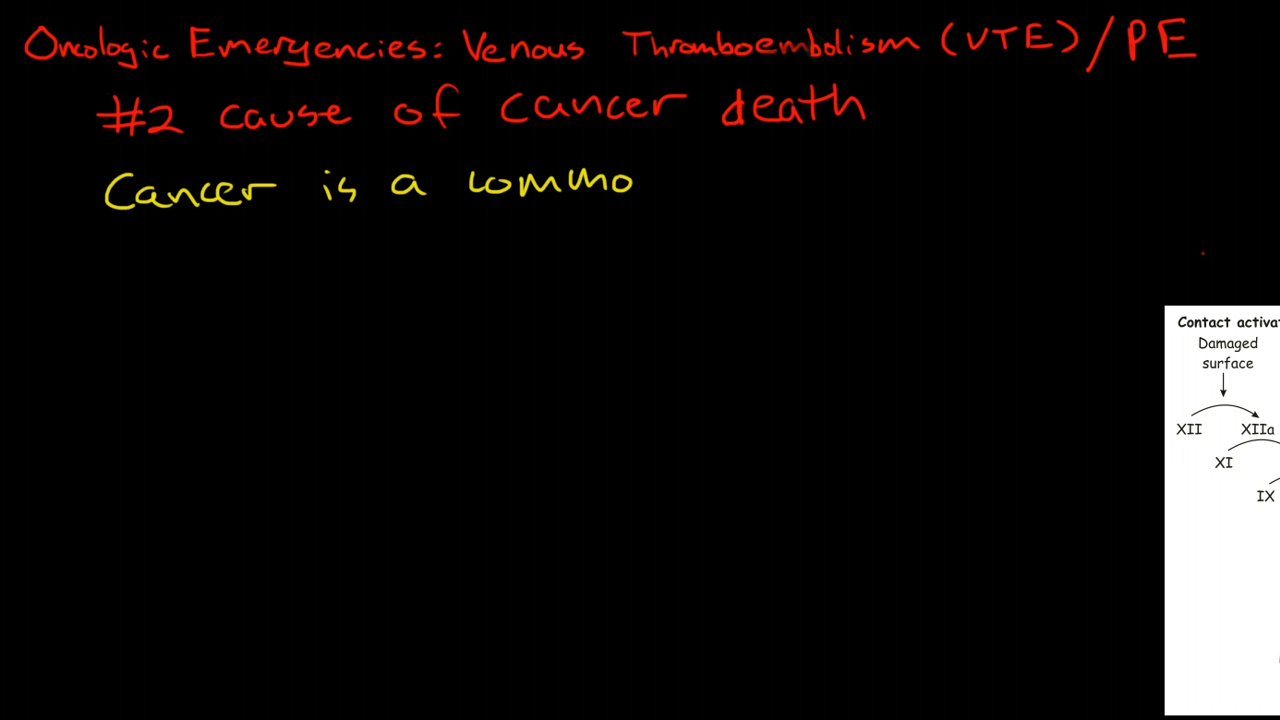 Oncologic Emergencies: Venous Thromboembolism (VTE)/PE
#2 cause of cancer death
Cancer is a commo
Contact activat
Damaged
surface
XII XIIa
XI
IX